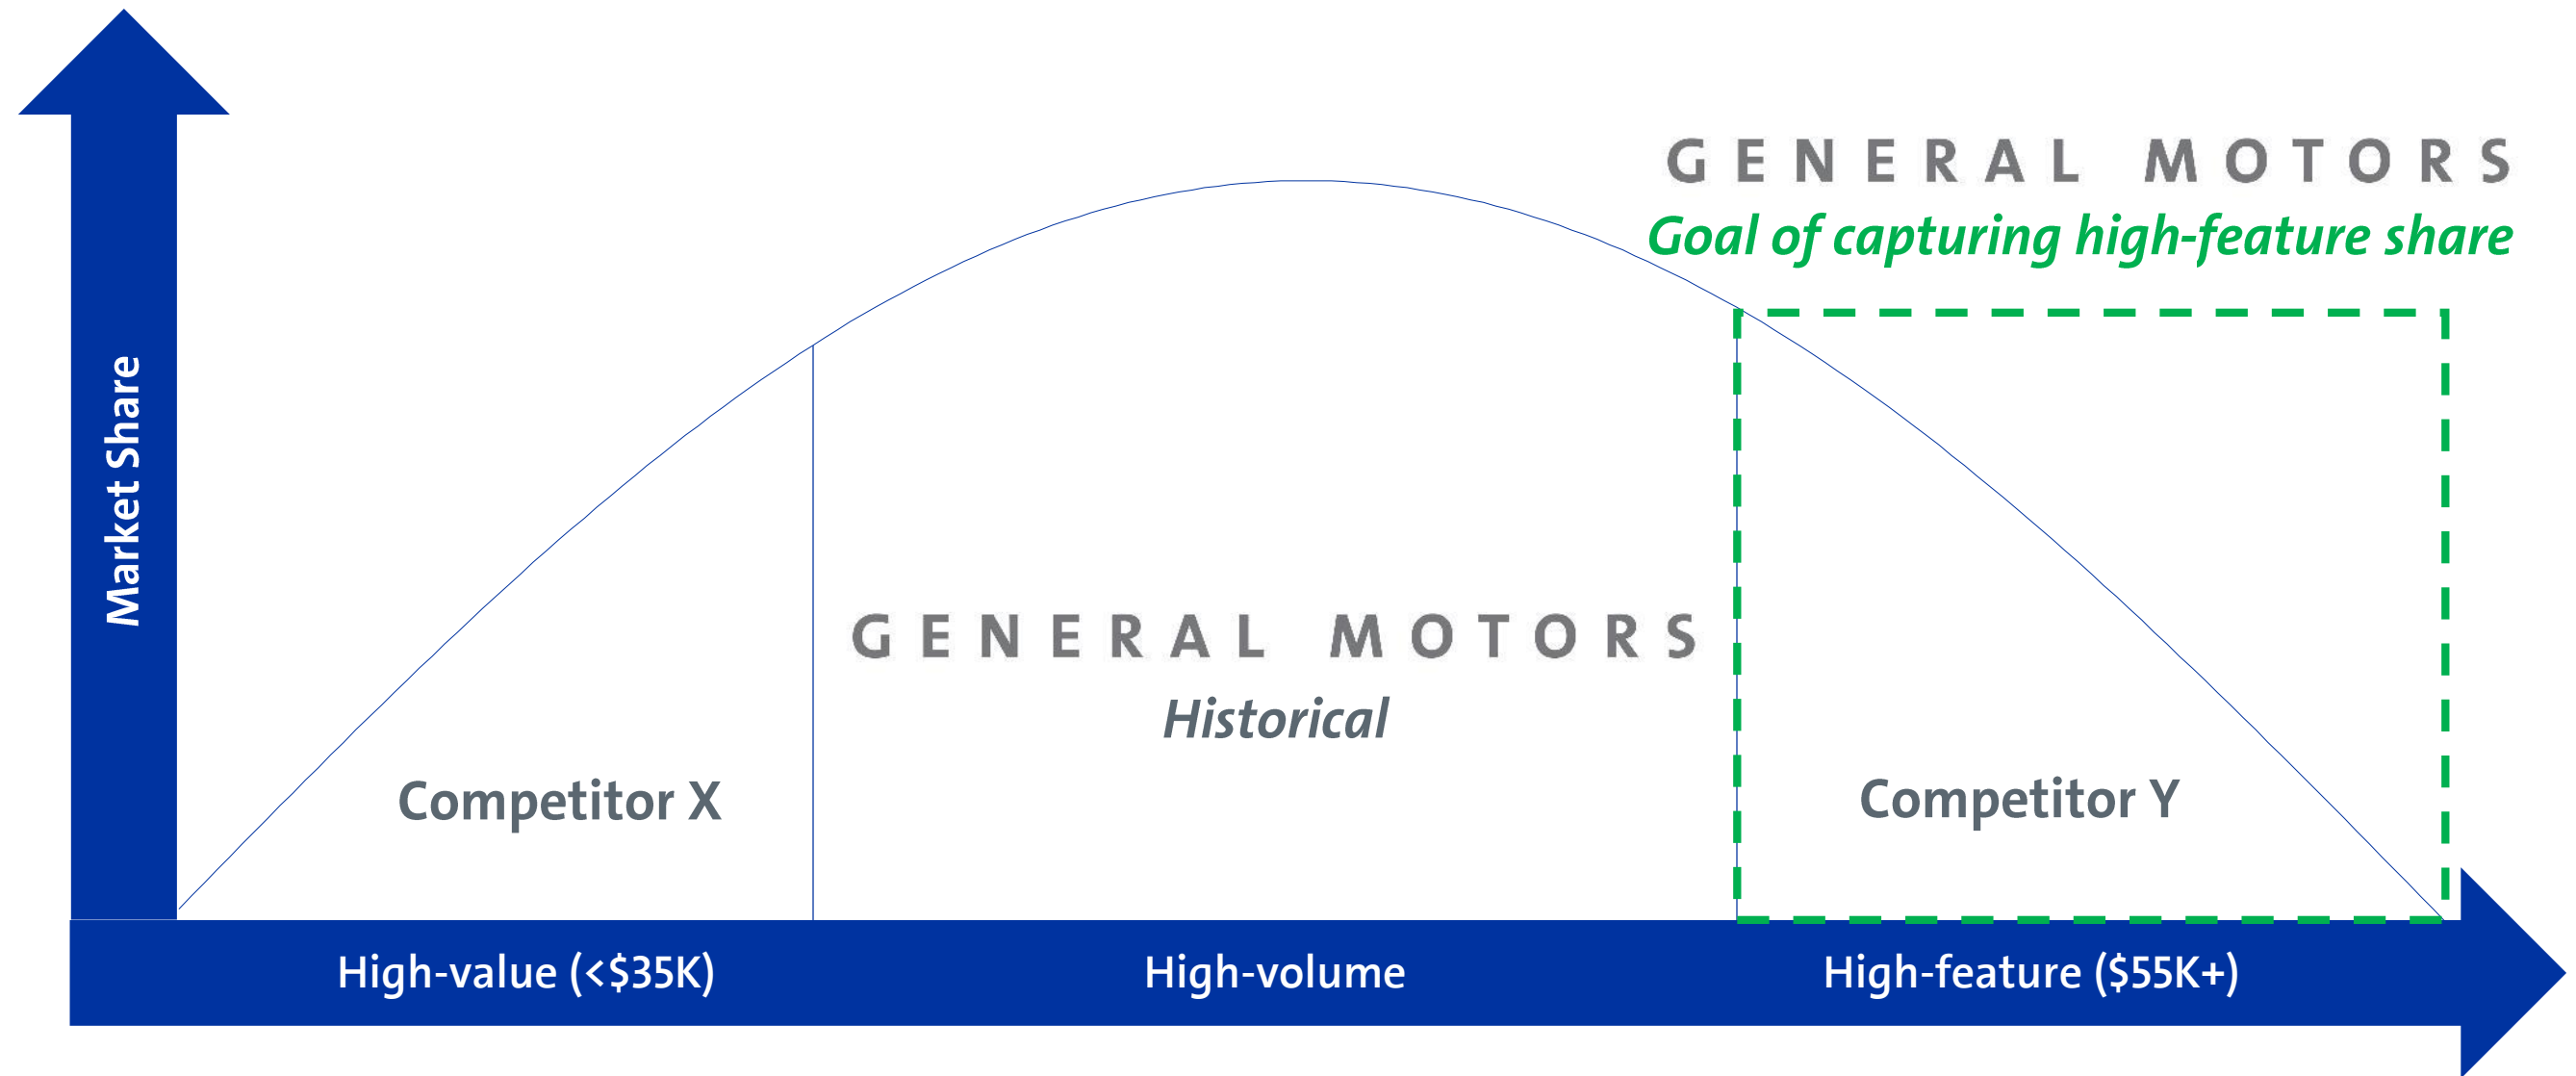 GENERAL MOTORS
Goal of capturing high-feature share
Market Share
GENERAL MOTORS
Historical
Competitor X
Competitor Y
High-value (<$35K)
High-volume
High-feature ($55K+)